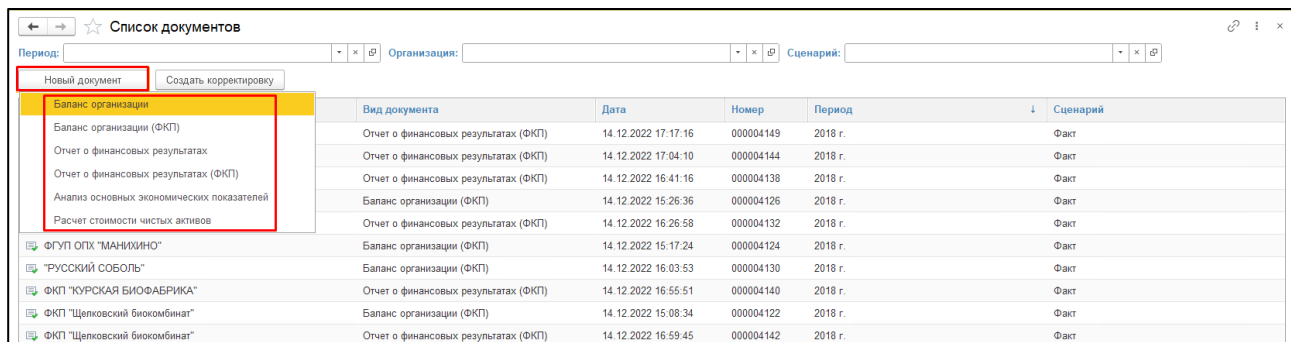 Список документов
Период: Организация: Сценарий:
Новый документ Создать корректировку
Баланс организации
Баланс организации (ФКП)
Отчет о финансовых результатах
Отчет о финансовых результатах (ФКП)
Анализ основных экономических показателей
Расчет стоимости чистых активов
Вид документа Дата Номер Период ↓ Сценарий
Отчет о финансовых результатах (ФКП) 14.12.2022 17:17:16 000004149 2018 г. Факт
Отчет о финансовых результатах (ФКП) 14.12.2022 17:04:10 000004144 2018 г. Факт
Отчет о финансовых результатах (ФКП) 14.12.2022 16:41:16 000004138 2018 г. Факт
Баланс организации (ФКП) 14.12.2022 15:26:36 000004126 2018 г. Факт
Отчет о финансовых результатах (ФКП) 14.12.2022 16:26:58 000004132 2018 г. Факт
ФГУП ОПХ "МАНИХИНО" Баланс организации (ФКП) 14.12.2022 15:17:24 000004124 2018 г. Факт
"РУССКИЙ СОБОЛЬ" Баланс организации (ФКП) 14.12.2022 16:03:53 000004130 2018 г. Факт
ФКП "КУРСКАЯ БИОФАБРИКА" Отчет о финансовых результатах (ФКП) 14.12.2022 16:55:51 000004140 2018 г. Факт
ФКП "Щелковский биокомбинат" Баланс организации (ФКП) 14.12.2022 15:08:34 000004122 2018 г. Факт
ФКП "Щелковский биокомбинат" Отчет о финансовых результатах (ФКП) 14.12.2022 16:59:45 000004142 2018 г. Факт